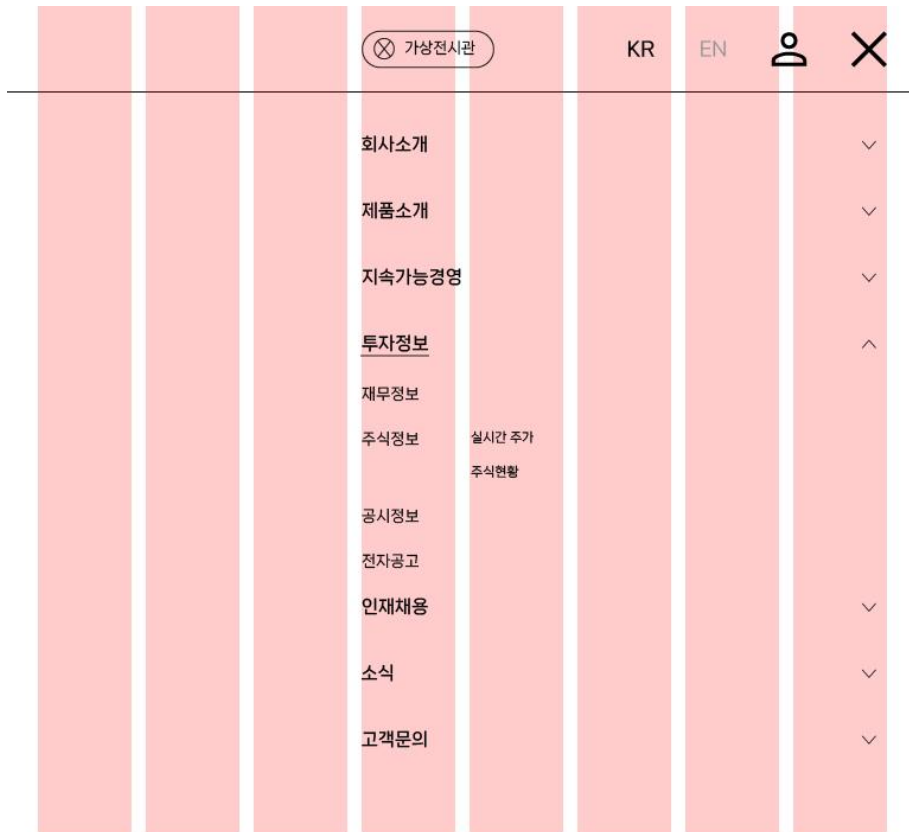 가상전시관 KR EN
회사소개
제품소개
지속가능경영
투자정보
재무정보
주식정보 실시간 주가
주식현황
공시정보
전자공고
인재채용
소식
고객문의